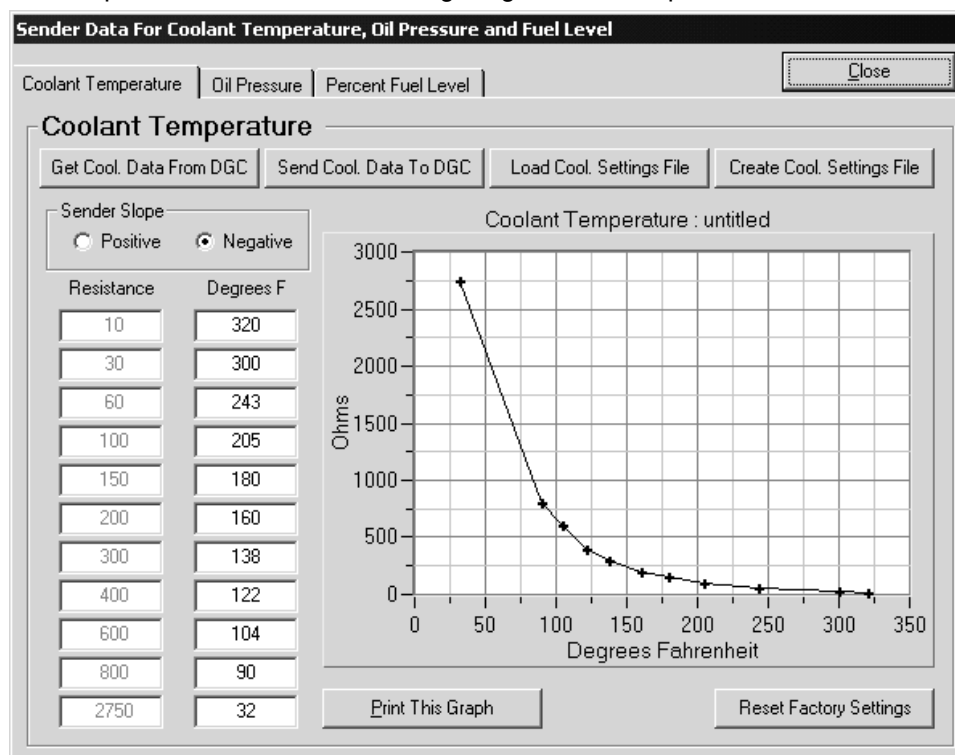 Sender Data For Coolant Temperature, Oil Pressure and Fuel Level
Close
Coolant Temperature Oil Pressure Percent Fuel Level
Coolant Temperature
Get Cool. Data From DGC Send Cool. Data To DGC Load Cool. Settings File Create Cool. Settings File
Sender Slope
Positive Negative
Resistance Degrees F
10 320
30 300
60 243
100 205
150 180
200 160
300 138
400 122
600 104
800 90
2750 32
Coolant Temperature : untitled
3000
2500
2000
1500
1000
500
0
Ohms
0 50 100 150 200 250 300 350
Degrees Fahrenheit
Print This Graph Reset Factory Settings